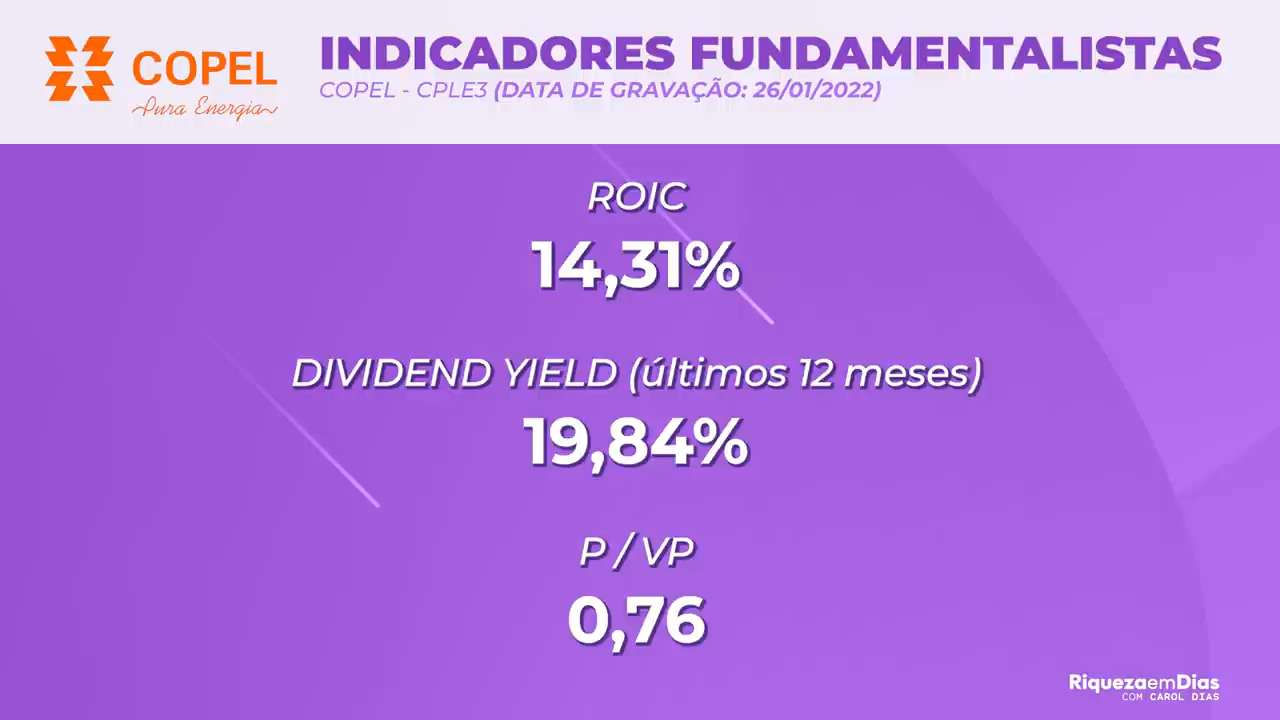 COPEL
Pura Energia
INDICADORES FUNDAMENTALISTAS
COPEL - CPLE3 (DATA DE GRAVAÇÃO: 26/01/2022)
ROIC
14,31%
DIVIDEND YIELD (últimos 12 meses)
19,84%
P / VP
0,76
RiquezaemDias
COM CAROL DIAS